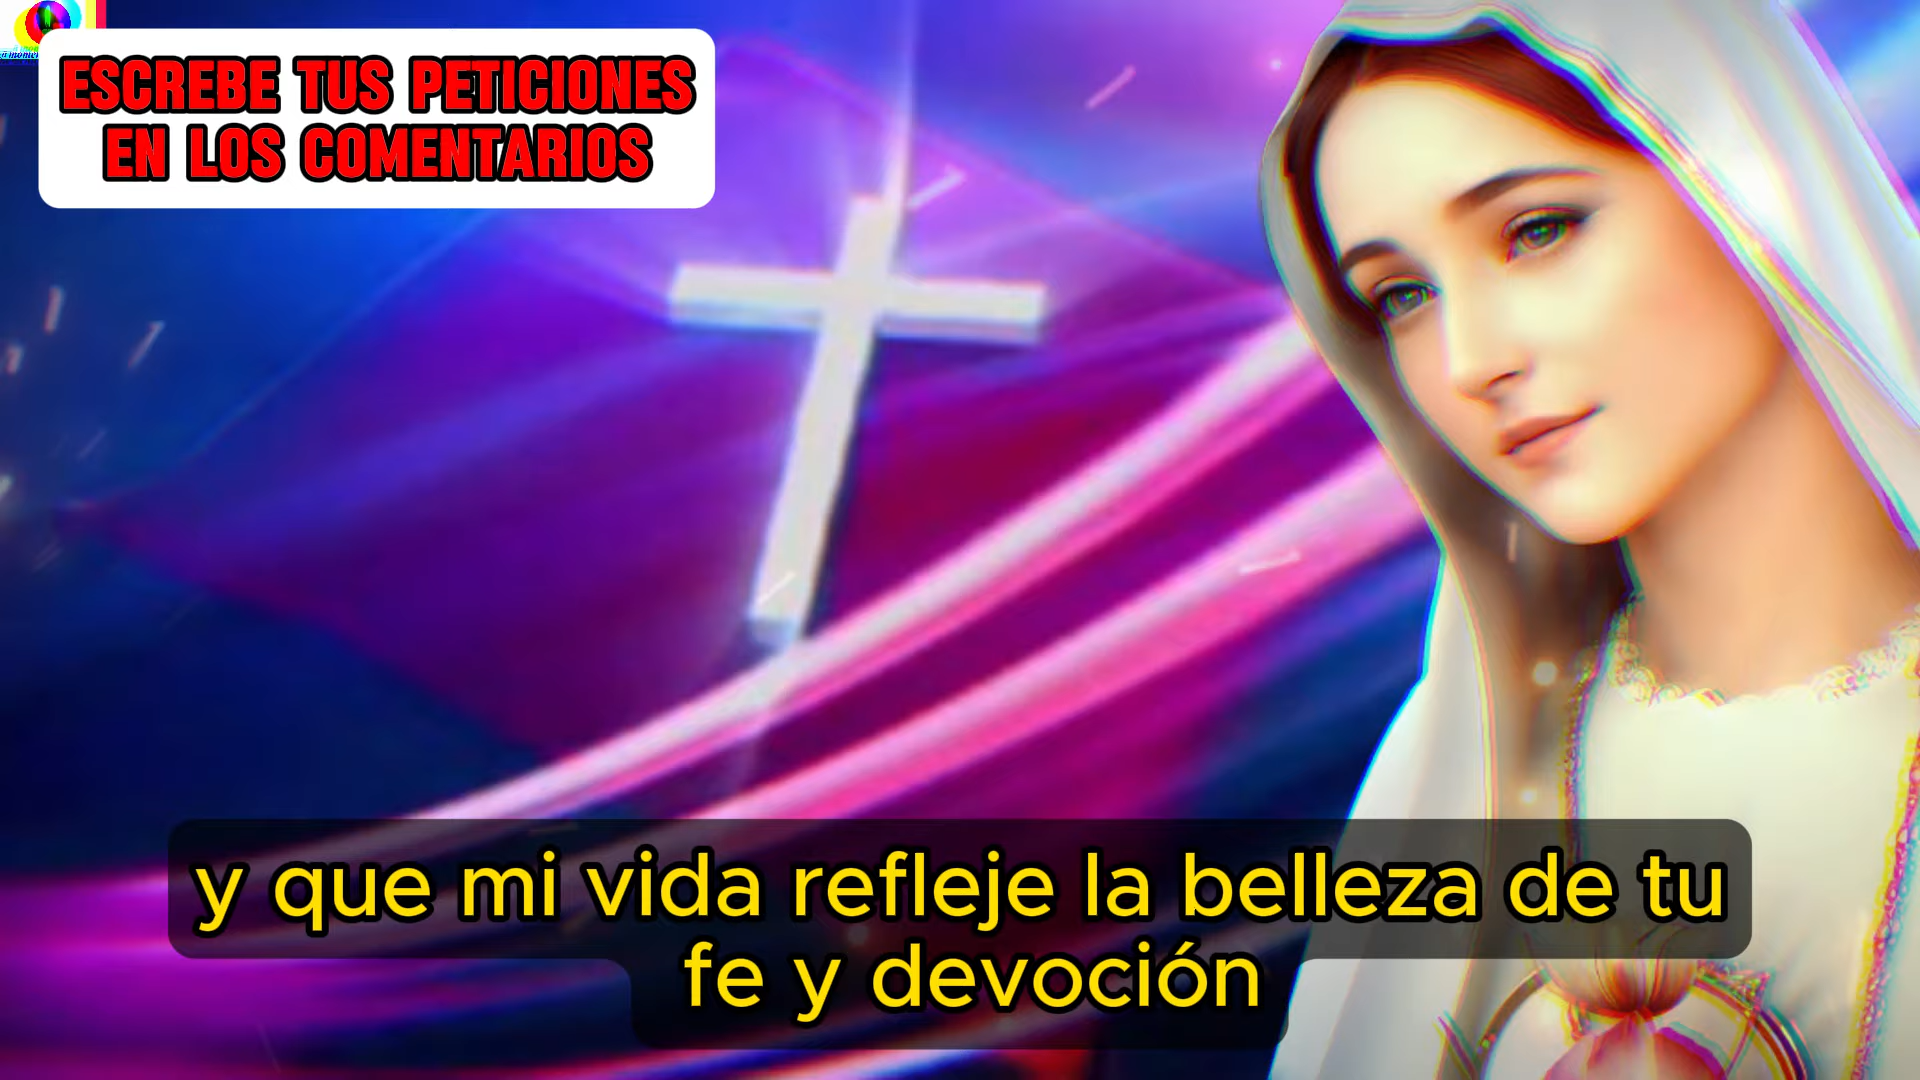 ESCREBE TUS PETICIONES
EN LOS COMENTARIOS
y que mi vida refleje la belleza de tu
fe y devoción